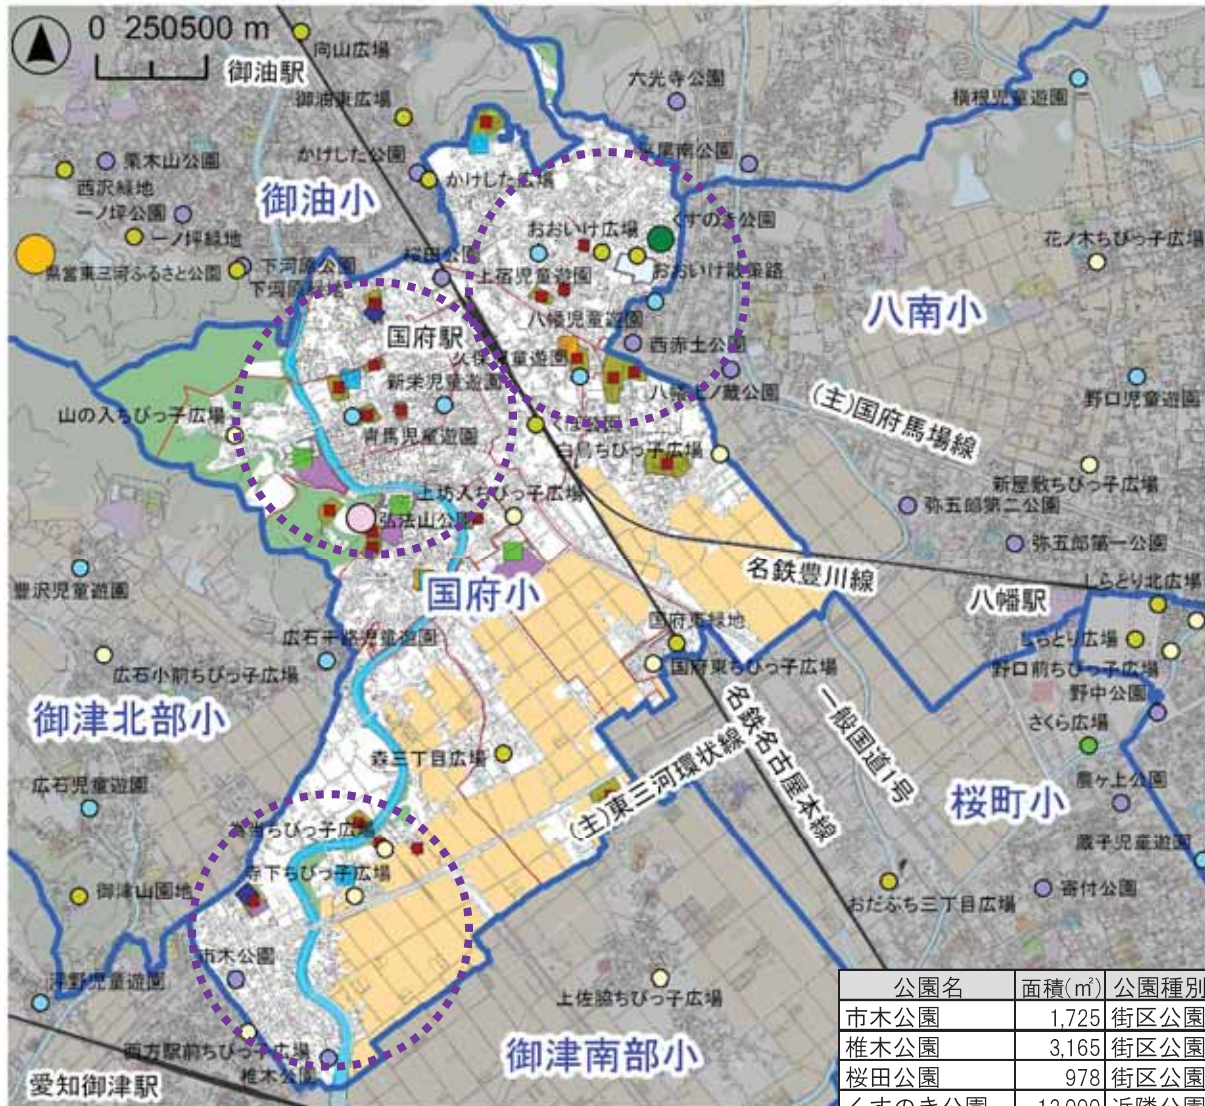 0 250500 m
向山広場
御油駅
御油東広場
六光寺公園
横根児童遊園
栗木山公園
かけした公園
かけした広場
西沢緑地
一ノ坪公園
一ノ坪緑地
御油小
おおいけ広場
くすのき公園
花ノ木ちびっ子広場
県営東三河ふるさと公園
下河原公園
桜田公園
上宿児童遊園
おおいけ散策路
八南小
国府駅
八幡児童遊園
西赤土公園
新栄児童遊園
八幡上ノ蔵公園
野口児童遊園
山の入ちびっ子広場
青馬児童遊園
(主)国府馬場線
白鳥ちびっ子広場
新屋敷ちびっ子広場
上坊入ちびっ子広場
弘法山公園
弥五郎第二公園
弥五郎第一公園
名鉄豊川線
豊沢児童遊園
国府小
八幡駅
しらとり北広場
国府東緑地
しらとり広場
広石小前ちびっ子広場
国府東ちびっ子広場
野口前ちびっ子広場
野中公園
御津北部小
名鉄名古屋本線
一般国道1号
さくら広場
森三丁目広場
(主)東三河環状線
広石児童遊園
桜町小
為当ちびっ子広場
蔵子児童遊園
寺下ちびっ子広場
御津山園地
おだぶち三丁目広場
寄付公園
市木公園
上佐脇ちびっ子広場
西方駅前ちびっ子広場
椎木公園
御津南部小
愛知御津駅
公園名 面積(㎡) 公園種別
市木公園 1,725 街区公園
椎木公園 3,165 街区公園
桜田公園 978 街区公園